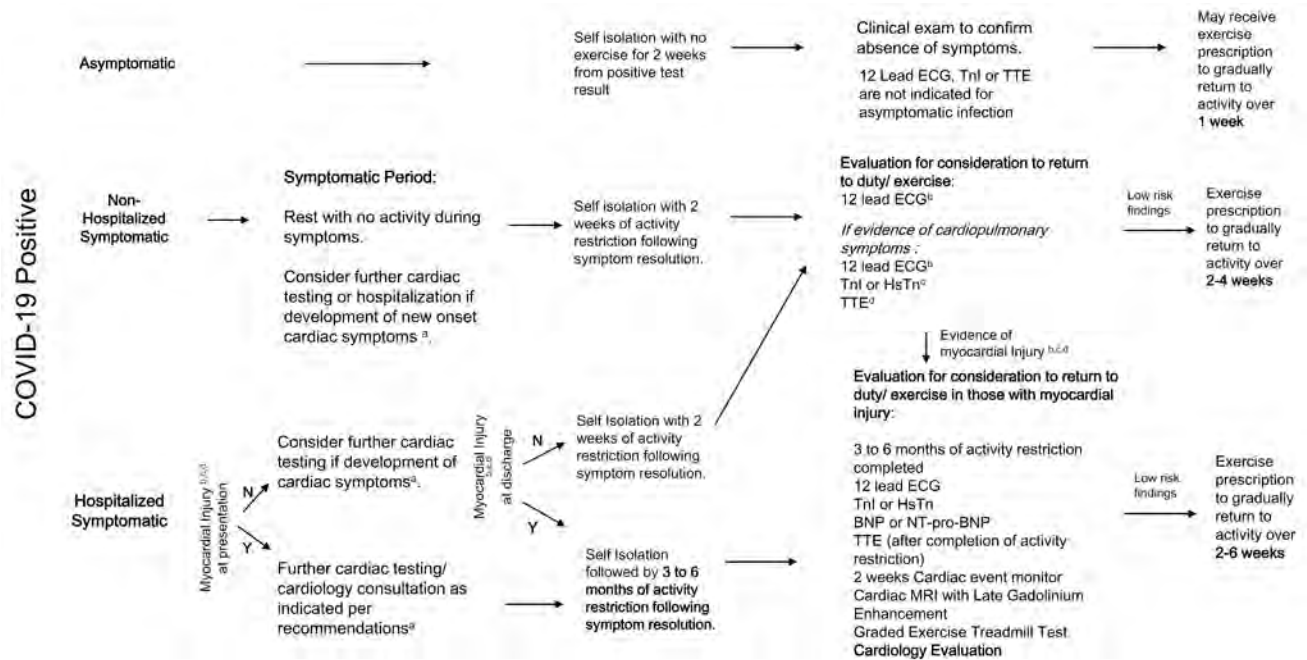 COVID-19 Positive
Asymptomatic
Self isolation with no
exercise for 2 weeks
from positive test
result
Clinical exam to confirm
absence of symptoms.
12 Lead ECG, TnI or TTE
are not indicated for
asymptomatic infection
May receive
exercise
prescription
to gradually
return to
activity over
1 week
Non-
Hospitalized
Symptomatic
Symptomatic Period:
Rest with no activity during
symptoms.
Consider further cardiac
testing or hospitalization if
development of new onset
cardiac symptoms a.
Self isolation with 2
weeks of activity
restriction following
symptom resolution.
Evaluation for consideration to return
to duty/ exercise:
12 lead ECGb
If evidence of cardiopulmonary
symptoms :
12 lead ECGb
TnI or HsTnc
TTEd
Low risk
findings
Exercise
prescription
to gradually
return to
activity over
2-4 weeks
Evidence of
myocardial Injury b,c,d
Hospitalized
Symptomatic
Myocardial Injury b,c,d
at presentation
N
Y
Consider further cardiac
testing if development of
cardiac symptomsa.
Further cardiac testing/
cardiology consultation as
indicated per
recommendationsa
Myocardial Injury
b,c,d
at discharge
N
Y
Self Isolation with 2
weeks of activity
restriction following
symptom resolution.
Self Isolation
followed by 3 to 6
months of activity
restriction following
symptom resolution.
Evaluation for consideration to return to
duty/ exercise in those with myocardial
injury:
3 to 6 months of activity restriction
completed
12 lead ECG
TnI or HsTn
BNP or NT-pro-BNP
TTE (after completion of activity
restriction)
2 weeks Cardiac event monitor
Cardiac MRI with Late Gadolinium
Enhancement
Graded Exercise Treadmill Test
Cardiology Evaluation
Low risk
findings
Exercise
prescription
to gradually
return to
activity over
2-6 weeks